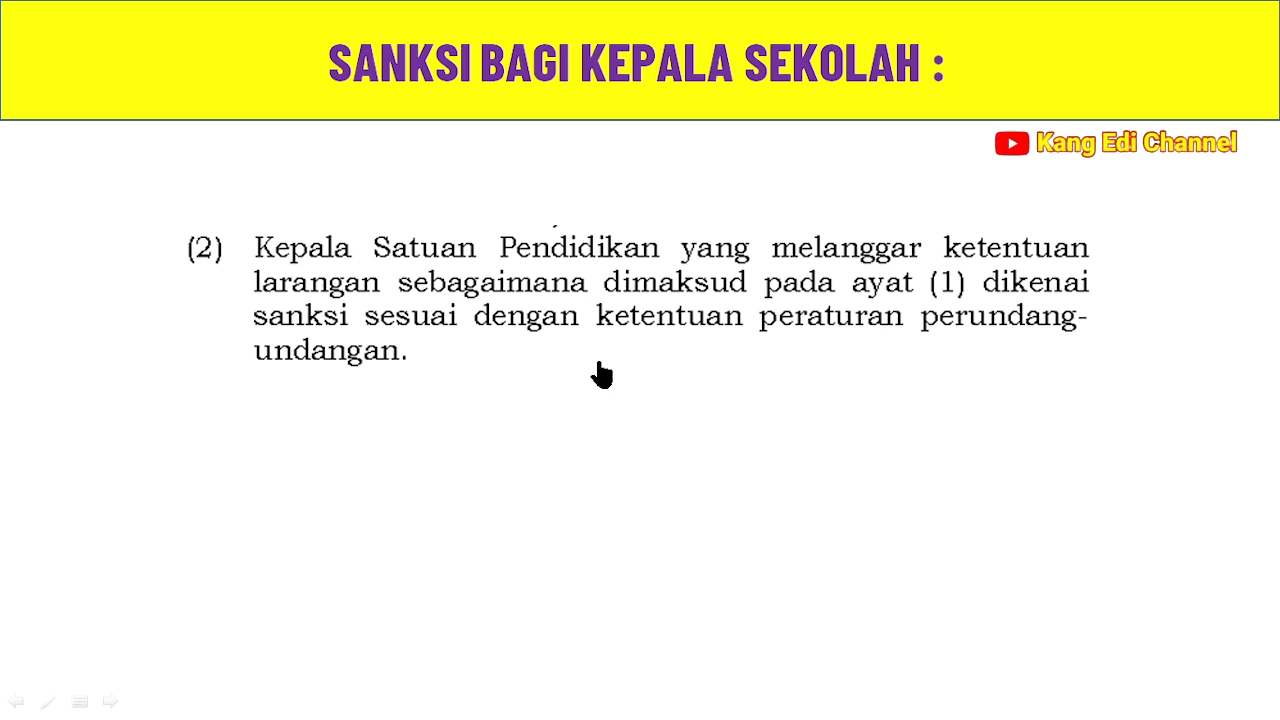 SANKSI BAGI KEPALA SEKOLAH :
Kang Edi Channel
(2) Kepala Satuan Pendidikan yang melanggar ketentuan
larangan sebagaimana dimaksud pada ayat (1) dikenai
sanksi sesuai dengan ketentuan peraturan perundang-
undangan.